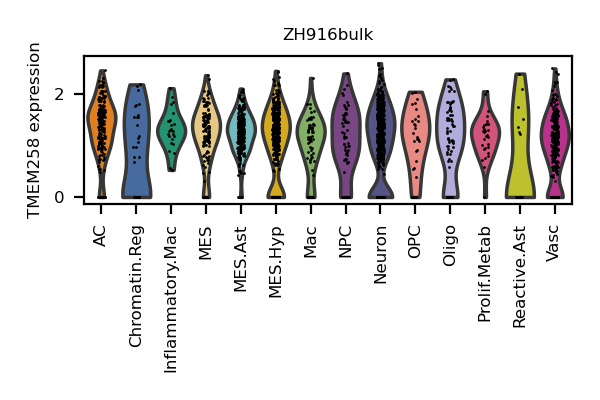 ZH916bulk
TMEM258 expression
2
0
AC
Chromatin.Reg
Inflammatory.Mac
MES
MES.Ast
MES.Hyp
Mac
NPC
Neuron
OPC
Oligo
Prolif.Metab
Reactive.Ast
Vasc